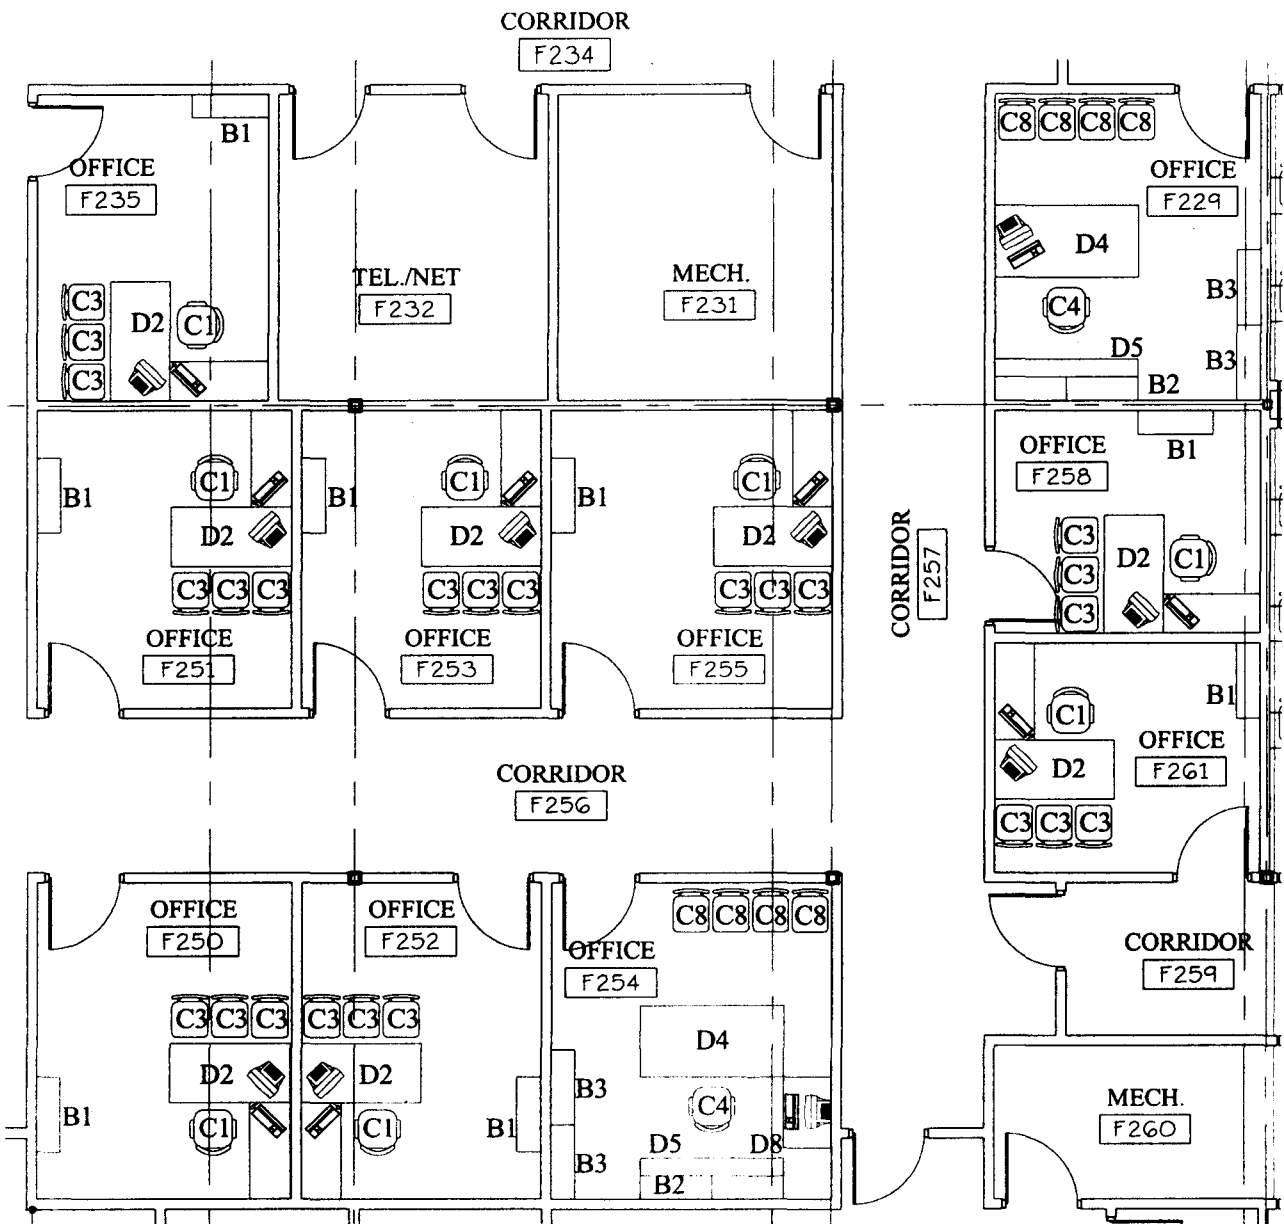 CORRIDOR
F234
B1
OFFICE
F235
C3
C3
C3
D2
C1
TEL./NET
F232
MECH.
F231
C8 C8 C8 C8
OFFICE
F229
D4
C4
B3
B3
D5
B2
B1
C1
D2
C3 C3 C3
OFFICE
F251
B1
C1
D2
C3 C3 C3
OFFICE
F253
B1
C1
D2
C3 C3 C3
OFFICE
F255
CORRIDOR
F257
OFFICE
F258
B1
C3
C3
C3
D2
C1
B1
C1
D2
OFFICE
F261
C3 C3 C3
CORRIDOR
F256
OFFICE
F250
C3 C3 C3
D2
C1
B1
OFFICE
F252
C3 C3 C3
D2
C1
B1
C8 C8 C8 C8
OFFICE
F254
D4
B3
C4
B3
D5
D8
B2
CORRIDOR
F259
MECH.
F260